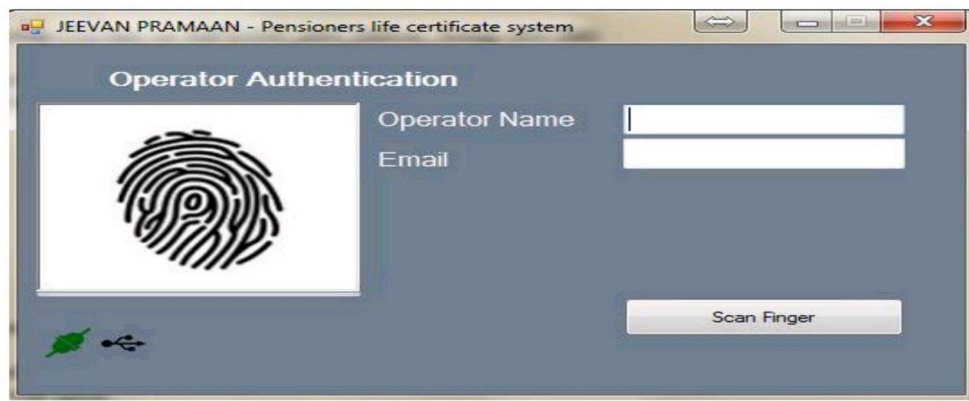 JEEVAN PRAMAAN - Pensioners life certificate system
Operator Authentication
Operator Name
Email
Scan Finger